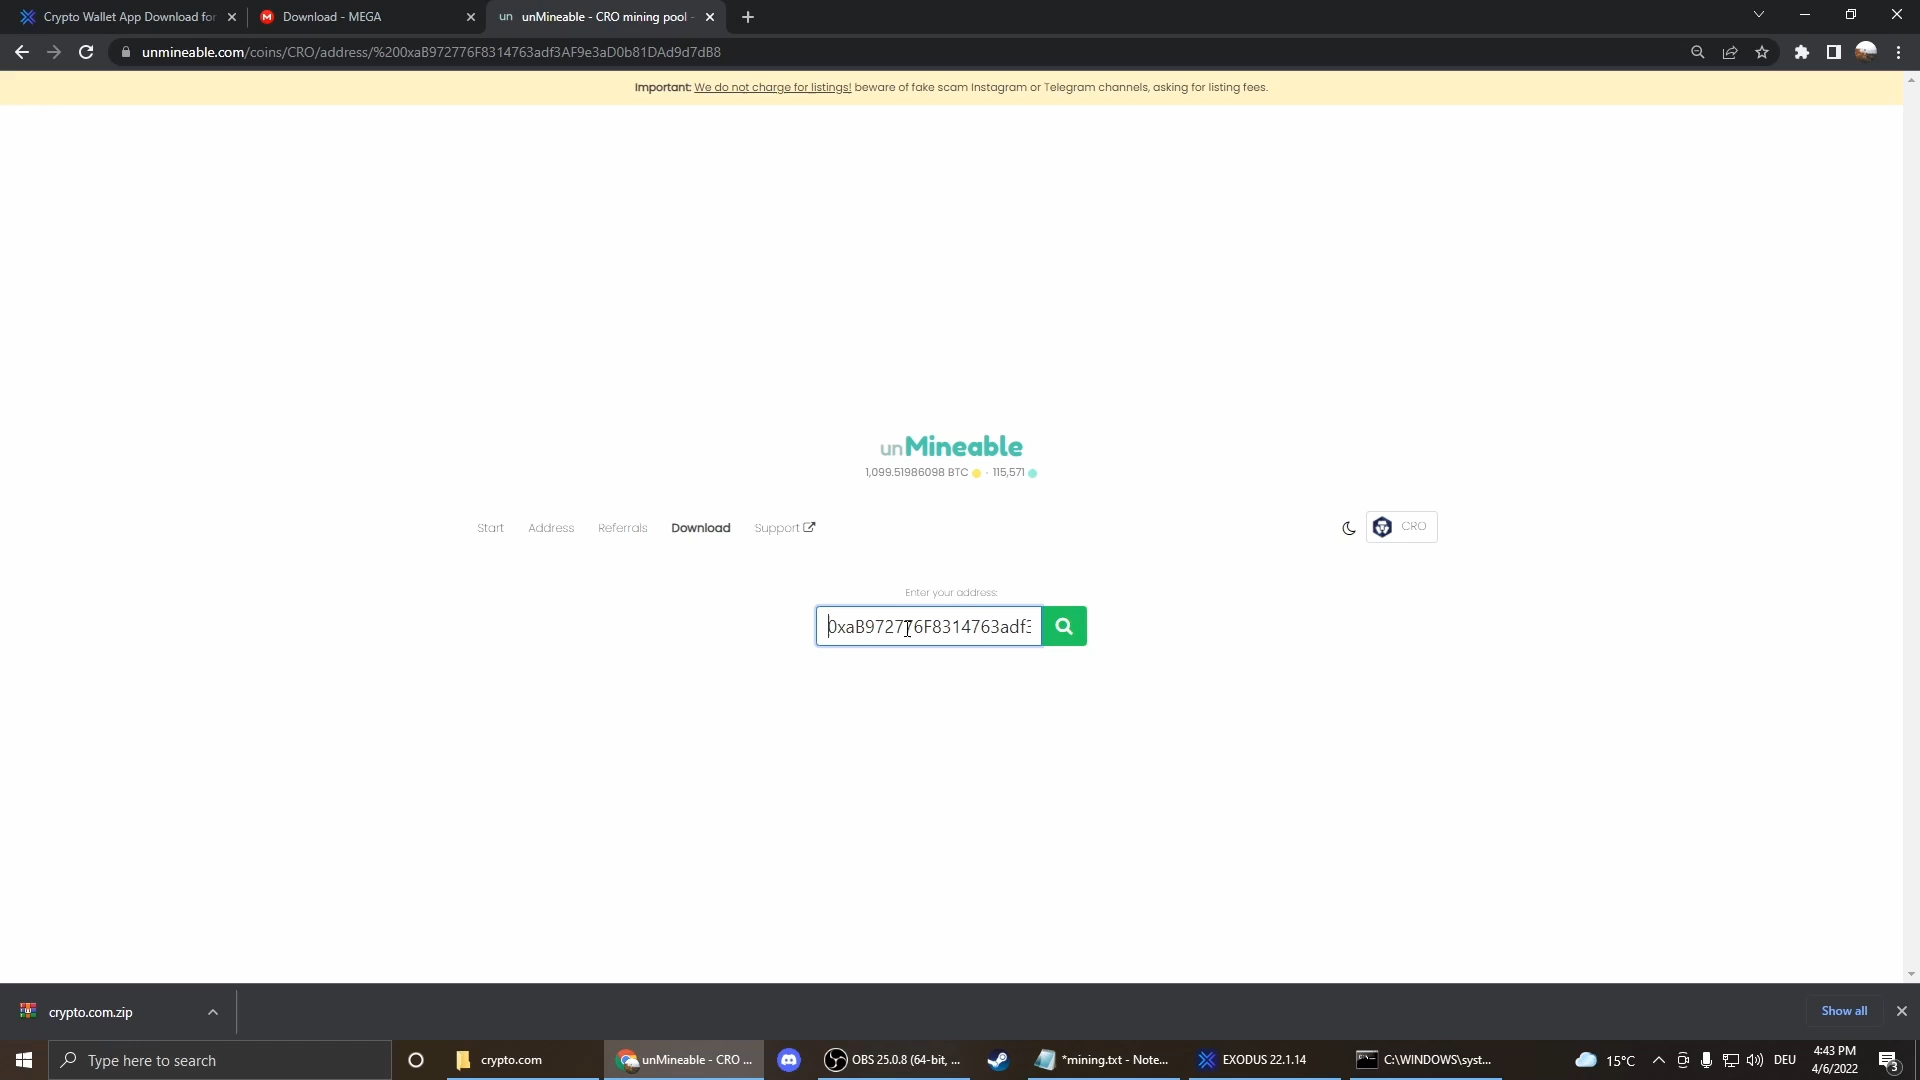 Crypto Wallet App Download for
Download - MEGA
un unMineable - CRO mining pool -
unmineable.com/coins/CRO/address/%200xaB972776F8314763adf3AF9e3aD0b81DAd9d7dB8
Important: We do not charge for listings! beware of fake scam Instagram or Telegram channels, asking for listing fees.
unMineable
1,099.51986098 BTC · 115,571
Start Address Referrals Download Support CRO
Enter your address:
0xaB972776F8314763adf3
crypto.com.zip Show all
Type here to search crypto.com unMineable - CRO ... OBS 25.0.8 (64-bit, ... *mining.txt - Note... EXODUS 22.1.14 C:\WINDOWS\syst... 15°C DEU 4:43 PM
4/6/2022 3